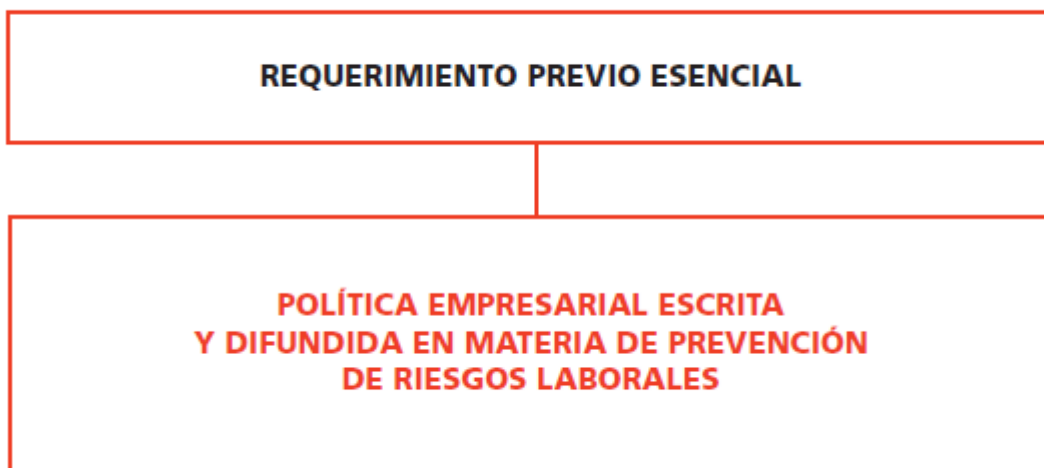 REQUERIMIENTO PREVIO ESENCIAL
POLÍTICA EMPRESARIAL ESCRITA
Y DIFUNDIDA EN MATERIA DE PREVENCIÓN
DE RIESGOS LABORALES